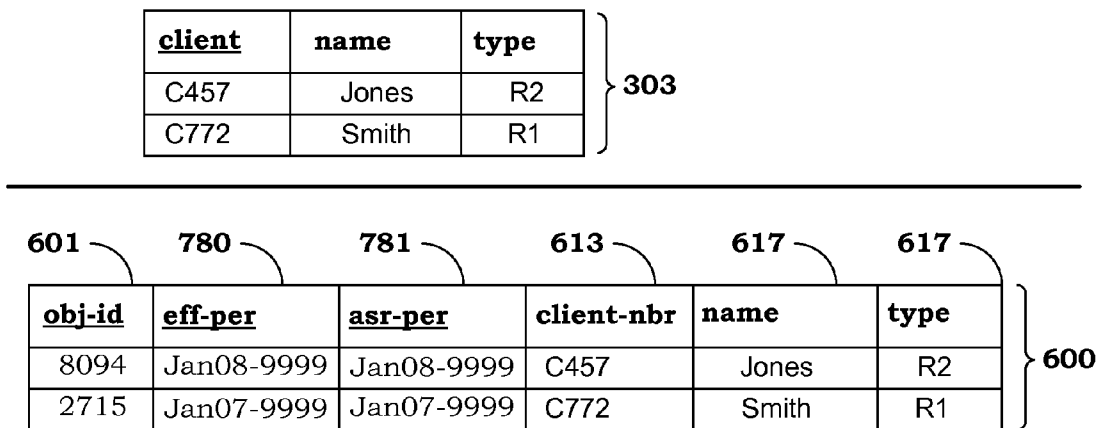 client name type
C457 Jones R2
C772 Smith R1
303
601 780 781 613 617 617
obj-id eff-per asr-per client-nbr name type
8094 Jan08-9999 Jan08-9999 C457 Jones R2
2715 Jan07-9999 Jan07-9999 C772 Smith R1
600